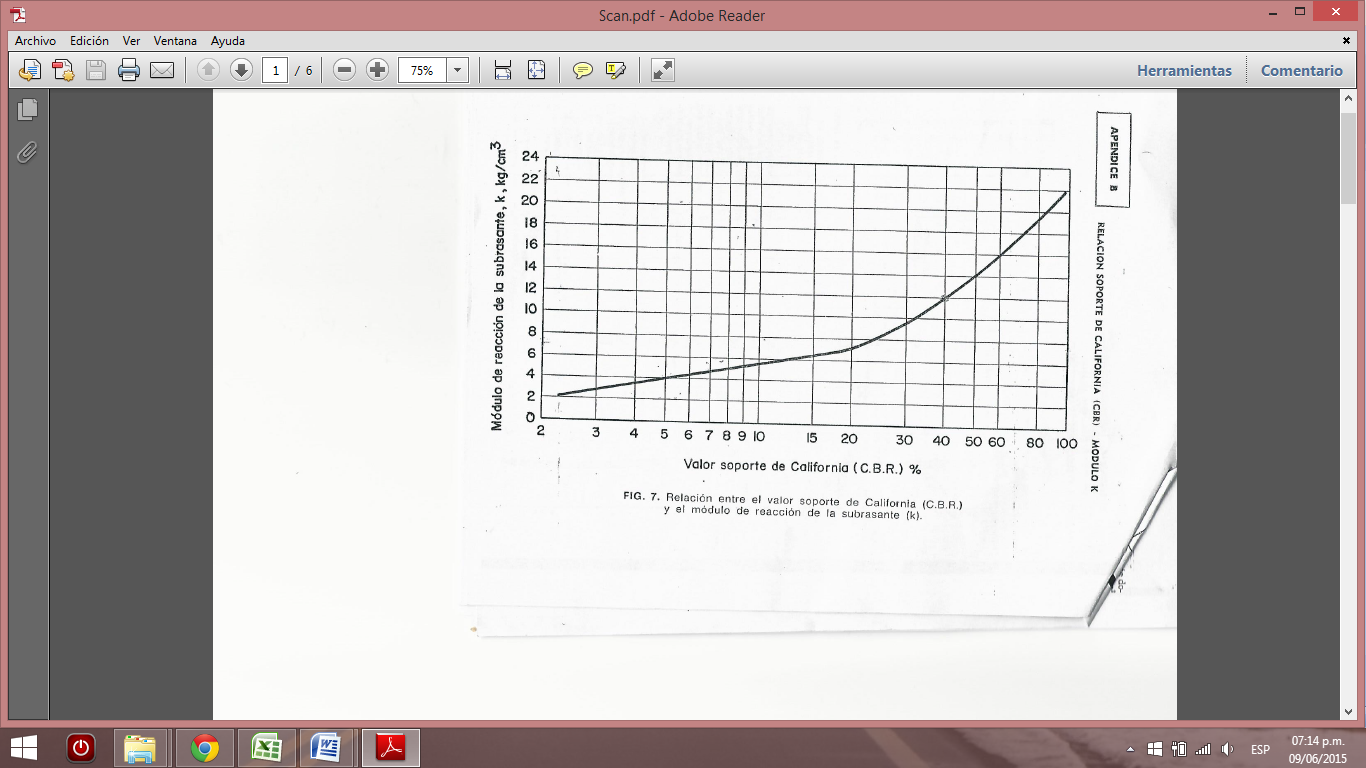 Scan.pdf - Adobe Reader
Archivo Edición Ver Ventana Ayuda
1 / 6 75% Herramientas Comentario
APENDICE B
RELACION SOPORTE DE CALIFORNIA (CBR) - MODULO K
Módulo de reacción de la subrasante, k, kg/cm³
24
22
20
18
16
14
12
10
8
6
4
2
0
2 3 4 5 6 7 8 9 10 15 20 30 40 50 60 80 100
Valor soporte de California (C.B.R.) %
FIG. 7. Relación entre el valor soporte de California (C.B.R.)
y el módulo de reacción de la subrasante (k).
ESP
07:14 p.m.
09/06/2015